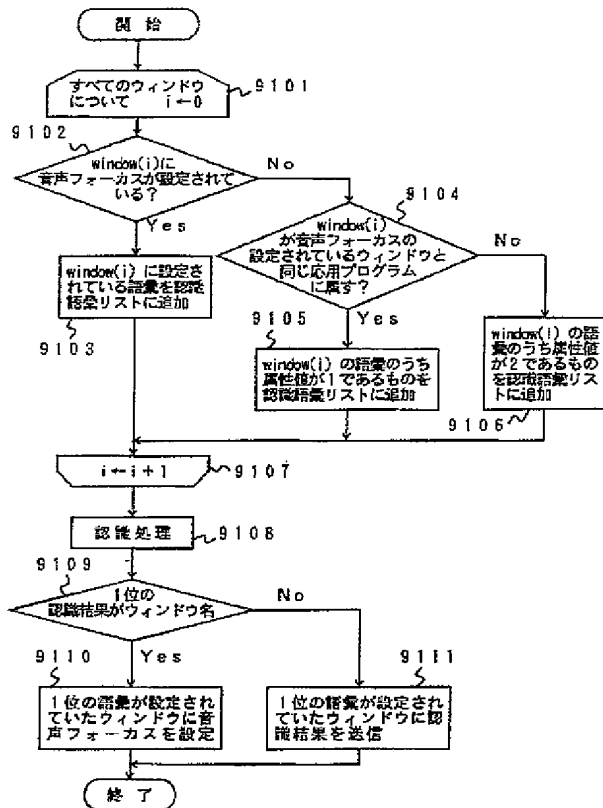 開始
すべてのウィンドウ
について i←0
9101
9102
window(i)に
音声フォーカスが設定されて
いる?
No
Yes
9104
window(i)
が音声フォーカスの
設定されているウィンドウと
同じ応用プログラム
に属す?
No
Yes
window(i) に設定さ
れている語彙を認識
語彙リストに追加
9103
9105
window(i) の語彙のうち
属性値が1であるものを
認識語彙リストに追加
window(i) の語
彙のうち属性値
が2であるもの
を認識語彙リス
トに追加
9106
i←i+1
9107
認識処理
9108
9109
1位の
認識結果がウィンドウ名
No
Yes
9110
1位の語彙が設定され
ていたウィンドウに音
声フォーカスを設定
9111
1位の語彙が設定され
ていたウィンドウに認
識結果を送信
終了